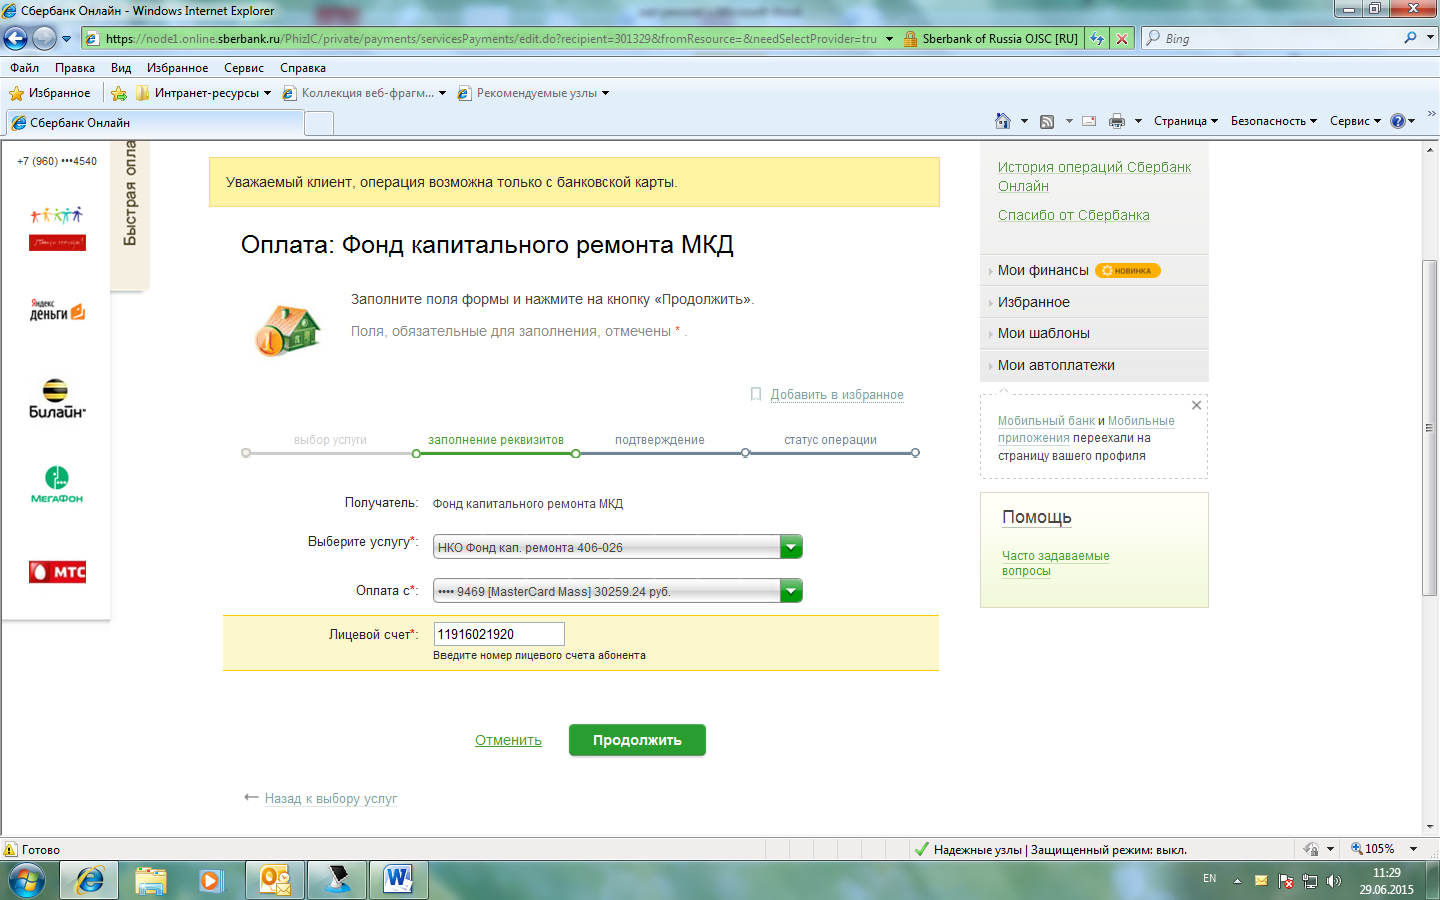 Сбербанк Онлайн - Windows Internet Explorer
https://node1.online.sberbank.ru/PhizIC/private/payments/servicesPayments/edit.do?recipient=301329&fromResource=&needSelectProvider=tru
Sberbank of Russia OJSC [RU]
Bing
Файл Правка Вид Избранное Сервис Справка
Избранное
Интранет-ресурсы
Коллекция веб-фрагм...
Рекомендуемые узлы
Сбербанк Онлайн
Страница Безопасность Сервис
+7 (960) •••4540
Быстрая опла
Яндекс
деньги
Билайн
МЕГАФОН
МТС
Уважаемый клиент, операция возможна только с банковской карты.
Оплата: Фонд капитального ремонта МКД
Заполните поля формы и нажмите на кнопку «Продолжить».
Поля, обязательные для заполнения, отмечены * .
Добавить в избранное
выбор услуги
заполнение реквизитов
подтверждение
статус операции
Получатель: Фонд капитального ремонта МКД
Выберите услугу*: НКО Фонд кап. ремонта 406-026
Оплата с*: •••• 9469 [MasterCard Mass] 30259.24 руб.
Лицевой счет*: 11916021920
Введите номер лицевого счета абонента
Отменить
Продолжить
Назад к выбору услуг
История операций Сбербанк
Онлайн
Спасибо от Сбербанка
Мои финансы НОВИНКА
Избранное
Мои шаблоны
Мои автоплатежи
Мобильный банк и Мобильные
приложения переехали на
страницу вашего профиля
Помощь
Часто задаваемые
вопросы
Готово
Надежные узлы | Защищенный режим: выкл.
105%
EN
11:29
29.06.2015